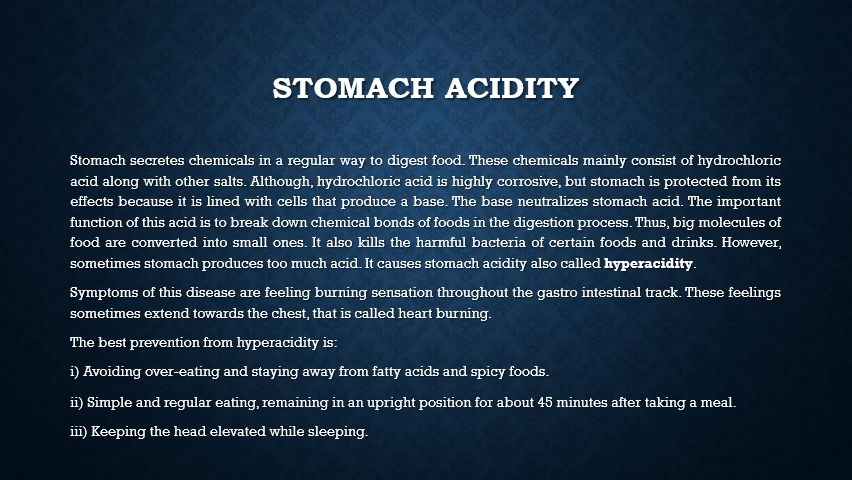 STOMACH ACIDITY
Stomach secretes chemicals in a regular way to digest food. These chemicals mainly consist of hydrochloric
acid along with other salts. Although, hydrochloric acid is highly corrosive, but stomach is protected from its
effects because it is lined with cells that produce a base. The base neutralizes stomach acid. The important
function of this acid is to break down chemical bonds of foods in the digestion process. Thus, big molecules of
food are converted into small ones. It also kills the harmful bacteria of certain foods and drinks. However,
sometimes stomach produces too much acid. It causes stomach acidity also called hyperacidity.
Symptoms of this disease are feeling burning sensation throughout the gastro intestinal track. These feelings
sometimes extend towards the chest, that is called heart burning.
The best prevention from hyperacidity is:
i) Avoiding over-eating and staying away from fatty acids and spicy foods.
ii) Simple and regular eating, remaining in an upright position for about 45 minutes after taking a meal.
iii) Keeping the head elevated while sleeping.